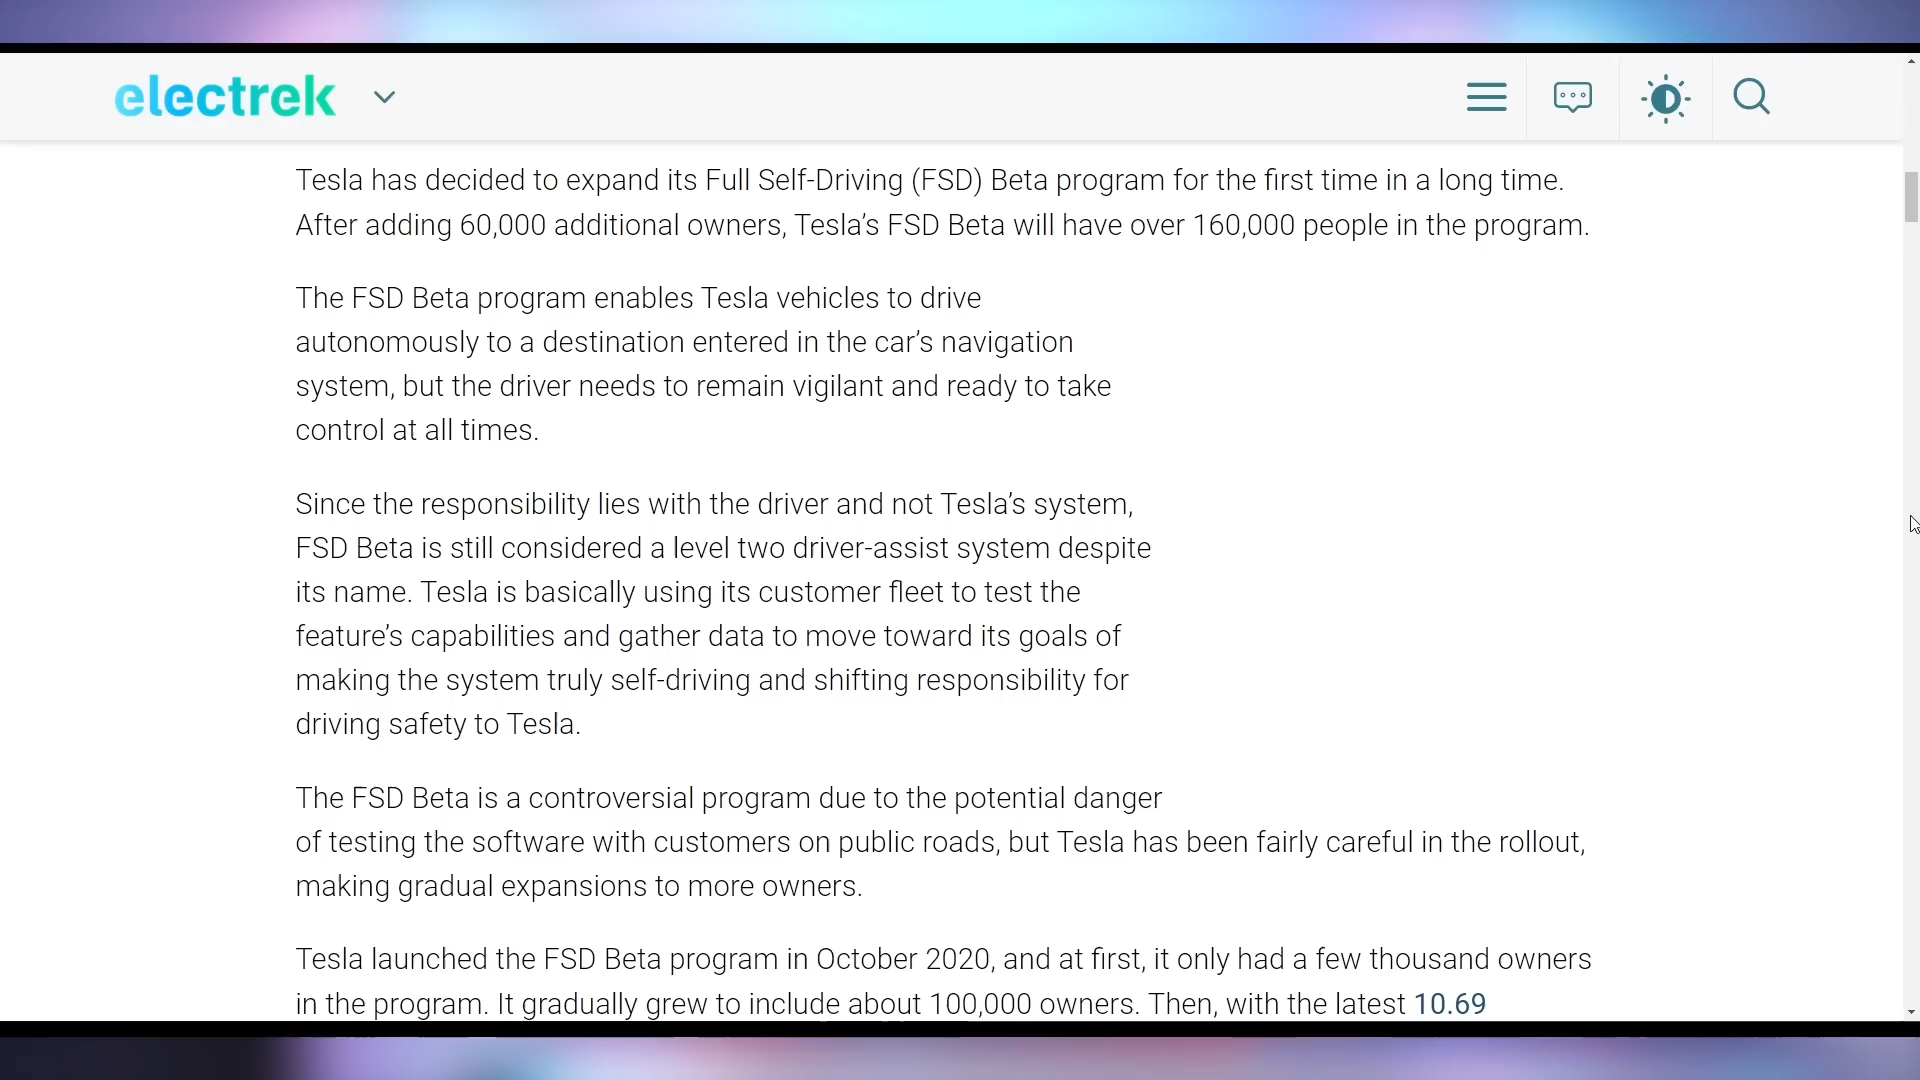 electrek
Tesla has decided to expand its Full Self-Driving (FSD) Beta program for the first time in a long time.
After adding 60,000 additional owners, Tesla’s FSD Beta will have over 160,000 people in the program.
The FSD Beta program enables Tesla vehicles to drive
autonomously to a destination entered in the car’s navigation
system, but the driver needs to remain vigilant and ready to take
control at all times.
Since the responsibility lies with the driver and not Tesla’s system,
FSD Beta is still considered a level two driver-assist system despite
its name. Tesla is basically using its customer fleet to test the
feature’s capabilities and gather data to move toward its goals of
making the system truly self-driving and shifting responsibility for
driving safety to Tesla.
The FSD Beta is a controversial program due to the potential danger
of testing the software with customers on public roads, but Tesla has been fairly careful in the rollout,
making gradual expansions to more owners.
Tesla launched the FSD Beta program in October 2020, and at first, it only had a few thousand owners
in the program. It gradually grew to include about 100,000 owners. Then, with the latest 10.69